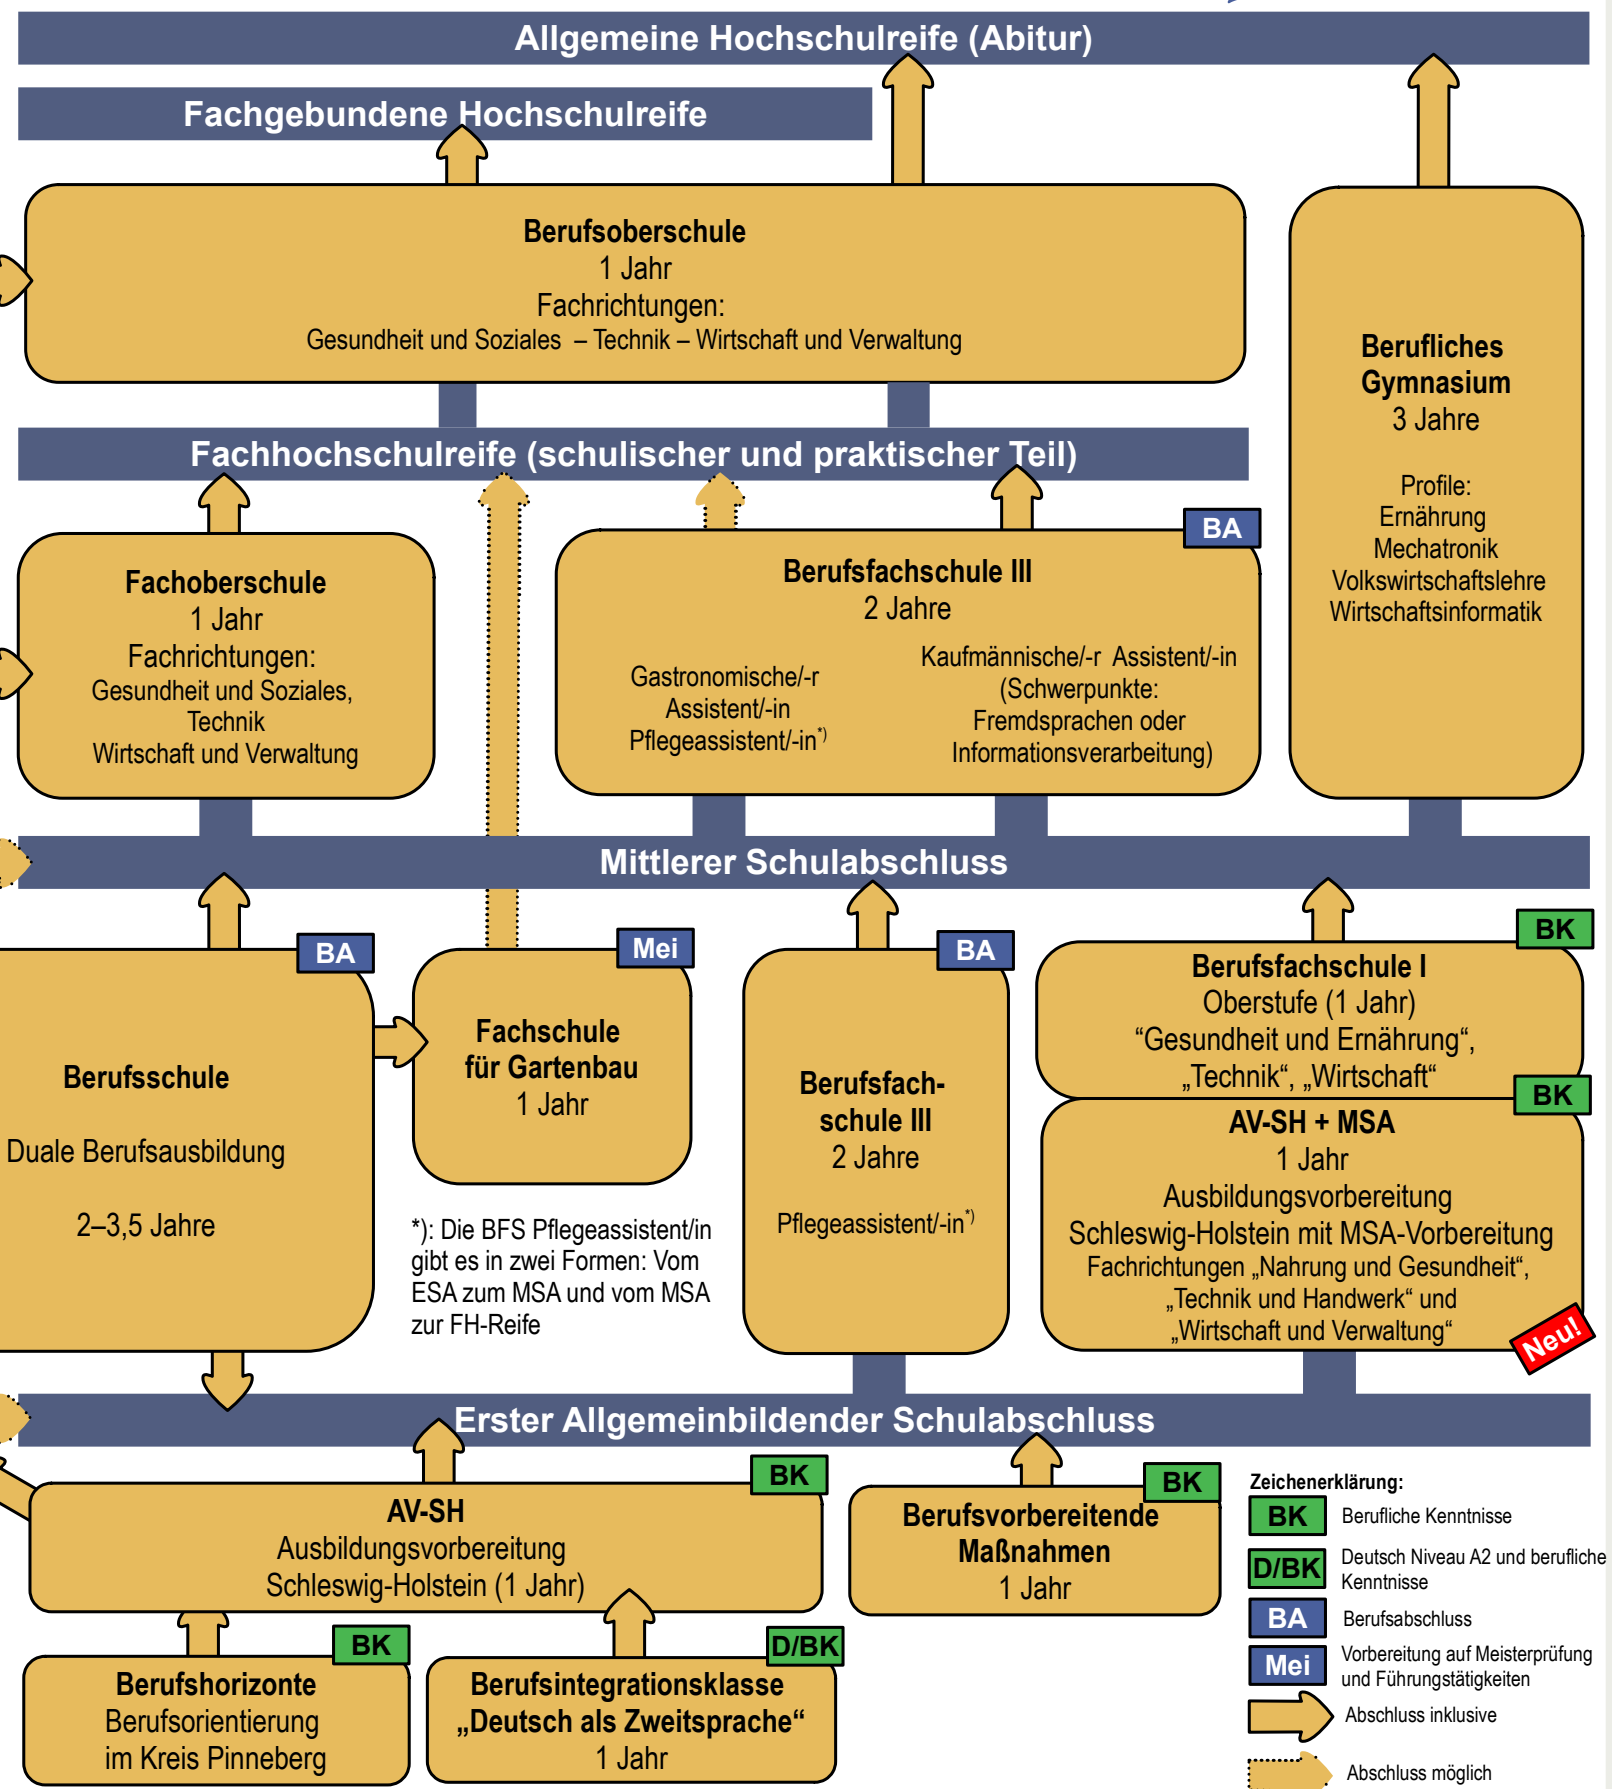 Allgemeine Hochschulreife (Abitur)
Fachgebundene Hochschulreife
Berufsoberschule
1 Jahr
Fachrichtungen:
Gesundheit und Soziales – Technik – Wirtschaft und Verwaltung
Berufliches
Gymnasium
3 Jahre
Profile:
Ernährung
Mechatronik
Volkswirtschaftslehre
Wirtschaftsinformatik
Fachhochschulreife (schulischer und praktischer Teil)
Fachoberschule
1 Jahr
Fachrichtungen:
Gesundheit und Soziales,
Technik
Wirtschaft und Verwaltung
BA
Berufsfachschule III
2 Jahre
Gastronomische/-r
Assistent/-in
Pflegeassistent/-in*)
Kaufmännische/-r Assistent/-in
(Schwerpunkte:
Fremdsprachen oder
Informationsverarbeitung)
Mittlerer Schulabschluss
BA
Berufsschule
Duale Berufsausbildung
2–3,5 Jahre
Mei
Fachschule
für Gartenbau
1 Jahr
*): Die BFS Pflegeassistent/in
gibt es in zwei Formen: Vom
ESA zum MSA und vom MSA
zur FH-Reife
BA
Berufsfach-
schule III
2 Jahre
Pflegeassistent/-in*)
BK
Berufsfachschule I
Oberstufe (1 Jahr)
“Gesundheit und Ernährung“,
„Technik“, „Wirtschaft“
BK
AV-SH + MSA
1 Jahr
Ausbildungsvorbereitung
Schleswig-Holstein mit MSA-Vorbereitung
Fachrichtungen „Nahrung und Gesundheit“,
„Technik und Handwerk“ und
„Wirtschaft und Verwaltung“
Neu!
Erster Allgemeinbildender Schulabschluss
BK
AV-SH
Ausbildungsvorbereitung
Schleswig-Holstein (1 Jahr)
BK
Berufsvorbereitende
Maßnahmen
1 Jahr
BK
Berufshorizonte
Berufsorientierung
im Kreis Pinneberg
D/BK
Berufsintegrationsklasse
„Deutsch als Zweitsprache“
1 Jahr
Zeichenerklärung:
BK Berufliche Kenntnisse
D/BK Deutsch Niveau A2 und berufliche
Kenntnisse
BA Berufsabschluss
Mei Vorbereitung auf Meisterprüfung
und Führungstätigkeiten
Abschluss inklusive
Abschluss möglich